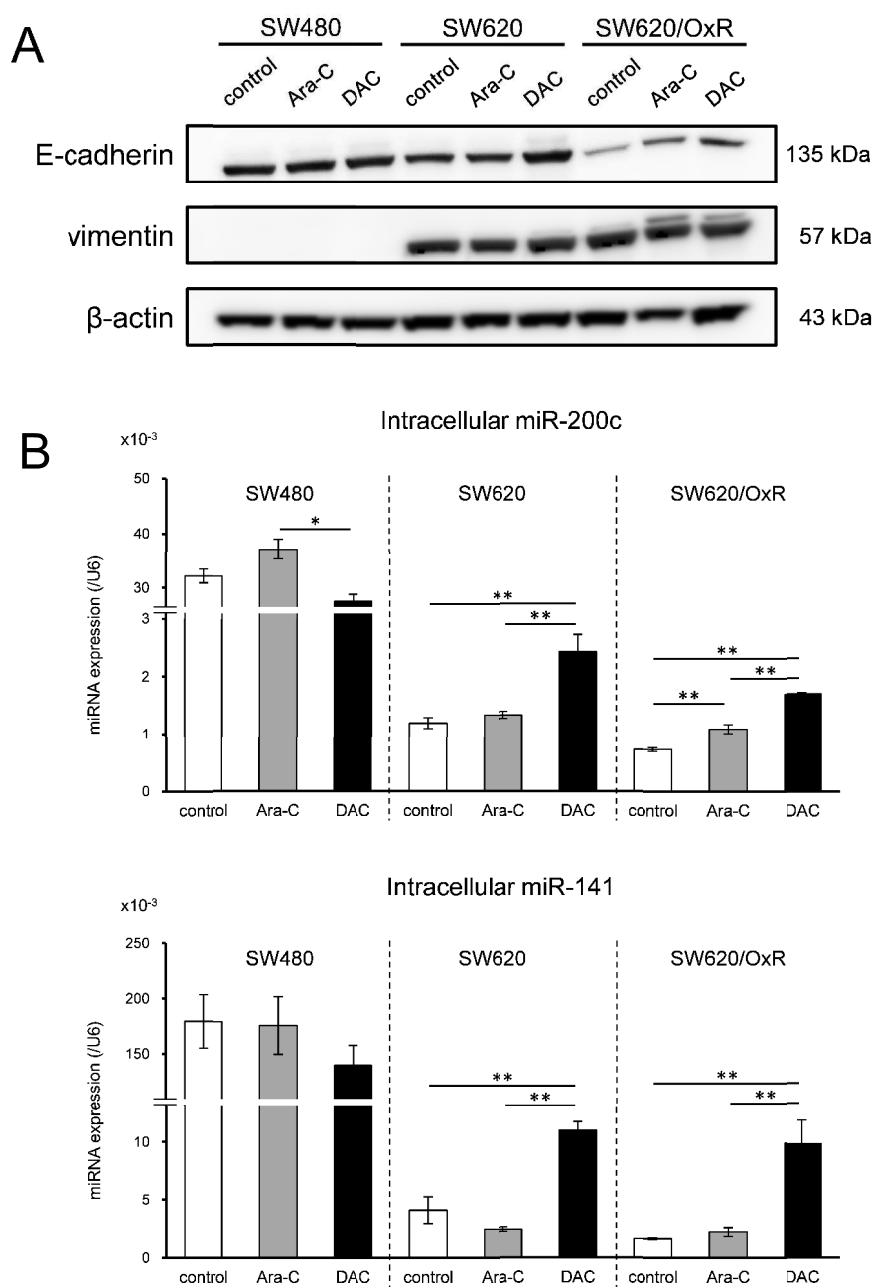 A
SW480 SW620 SW620/OxR
control Ara-C DAC control Ara-C DAC control Ara-C DAC
E-cadherin 135 kDa
vimentin 57 kDa
β-actin 43 kDa
B
Intracellular miR-200c
x10⁻³
miRNA expression (/U6)
50
40
30
3
2
1
0
SW480 SW620 SW620/OxR
*
** **
** ** **
control Ara-C DAC control Ara-C DAC control Ara-C DAC
Intracellular miR-141
x10⁻³
miRNA expression (/U6)
250
200
150
10
5
0
SW480 SW620 SW620/OxR
** **
** **
control Ara-C DAC control Ara-C DAC control Ara-C DAC